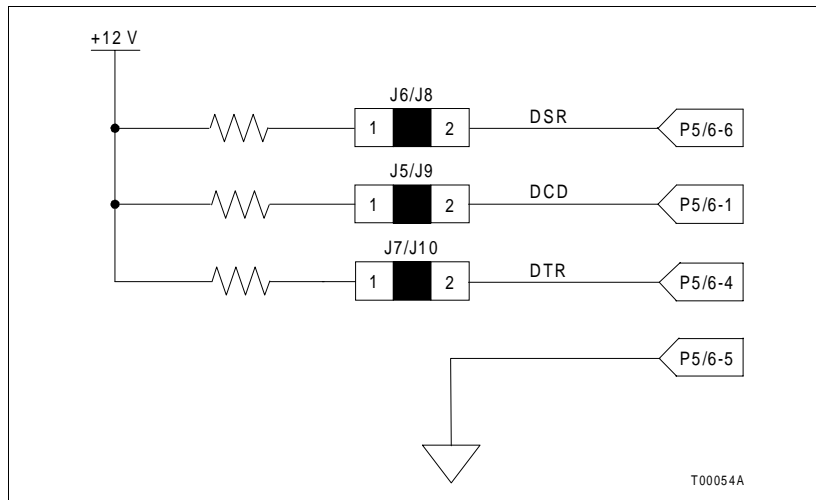 +12 V
J6/J8
1 2 DSR P5/6-6
J5/J9
1 2 DCD P5/6-1
J7/J10
1 2 DTR P5/6-4
P5/6-5
T00054A